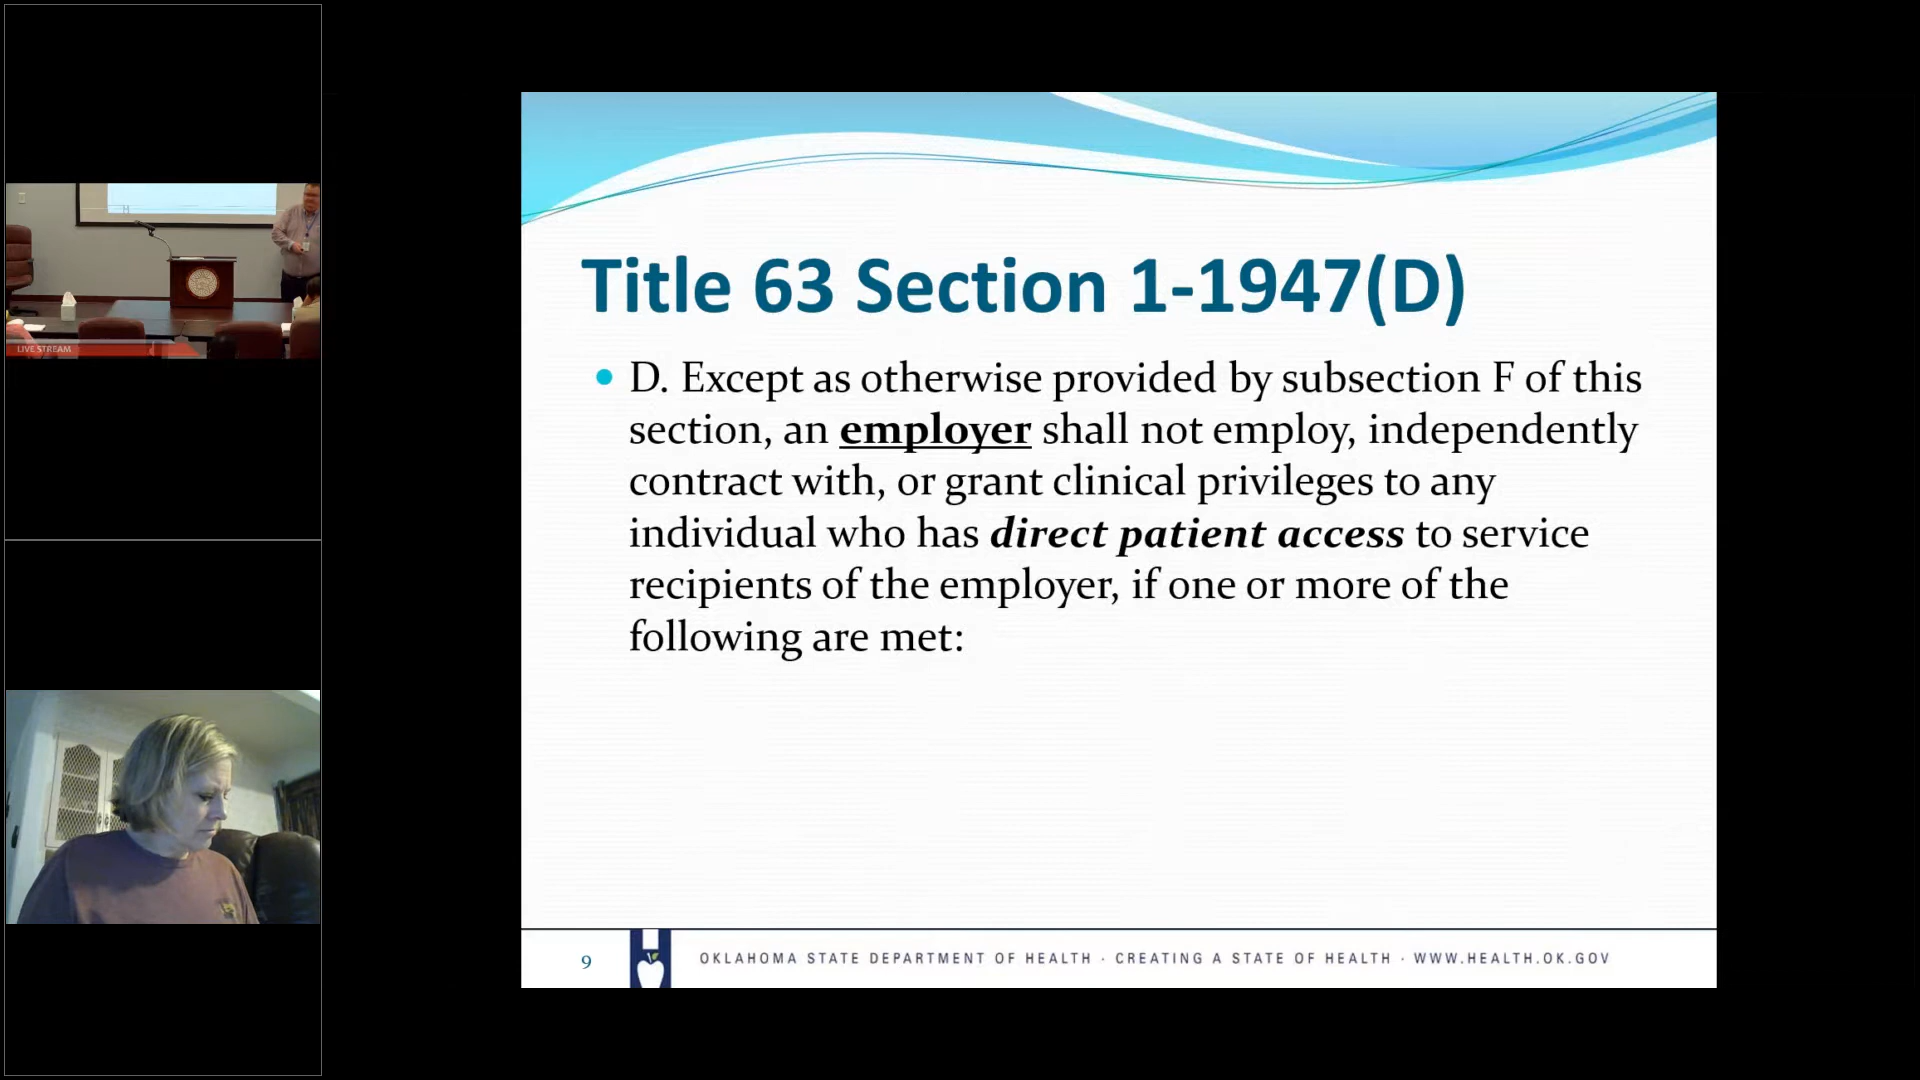 LIVE STREAM
Title 63 Section 1-1947(D)
• D. Except as otherwise provided by subsection F of this
section, an employer shall not employ, independently
contract with, or grant clinical privileges to any
individual who has direct patient access to service
recipients of the employer, if one or more of the
following are met:
9
OKLAHOMA STATE DEPARTMENT OF HEALTH · CREATING A STATE OF HEALTH · WWW.HEALTH.OK.GOV